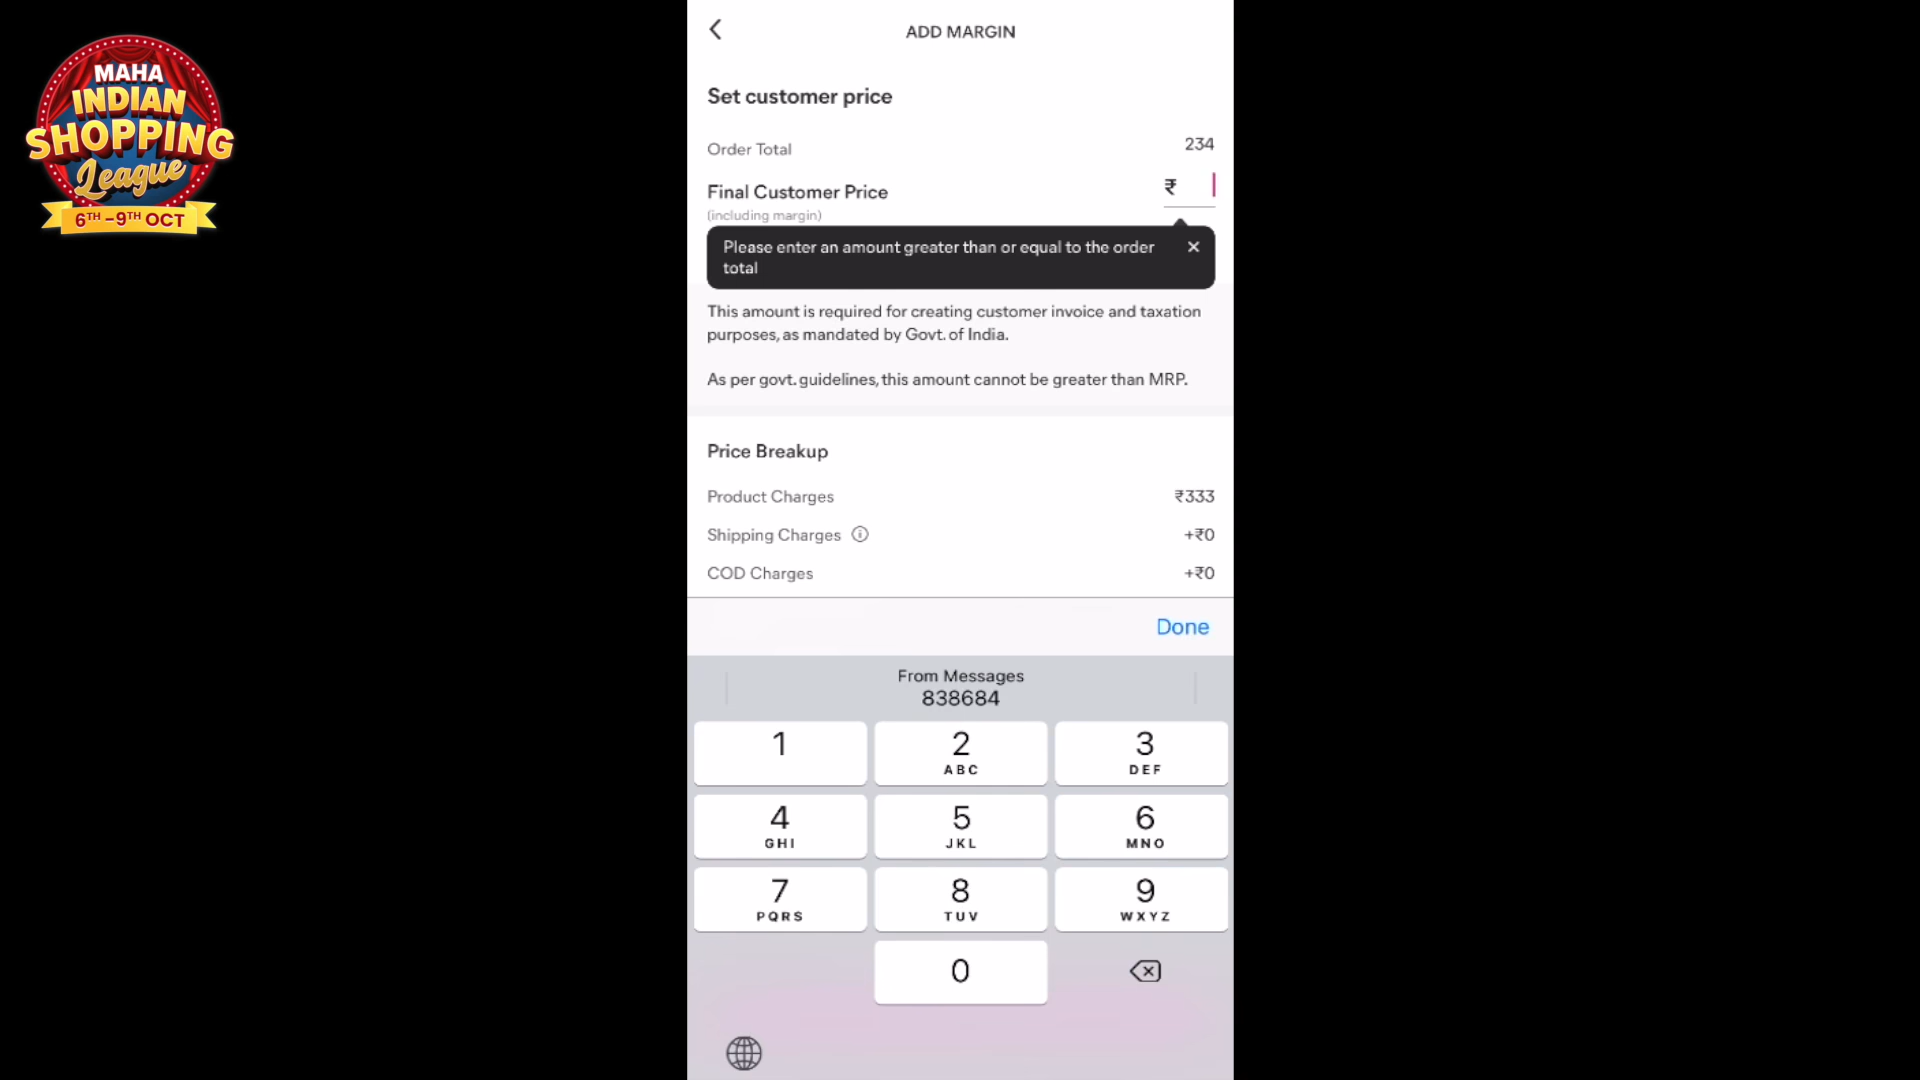 MAHA
INDIAN
SHOPPING
League
6TH -9TH OCT
ADD MARGIN
Set customer price
Order Total 234
Final Customer Price ₹
(including margin)
Please enter an amount greater than or equal to the order
total
This amount is required for creating customer invoice and taxation
purposes, as mandated by Govt. of India.
As per govt. guidelines, this amount cannot be greater than MRP.
Price Breakup
Product Charges ₹333
Shipping Charges +₹0
COD Charges +₹0
Done
From Messages
838684
1 2 3
ABC DEF
4 5 6
GHI JKL MNO
7 8 9
PQRS TUV WXYZ
0